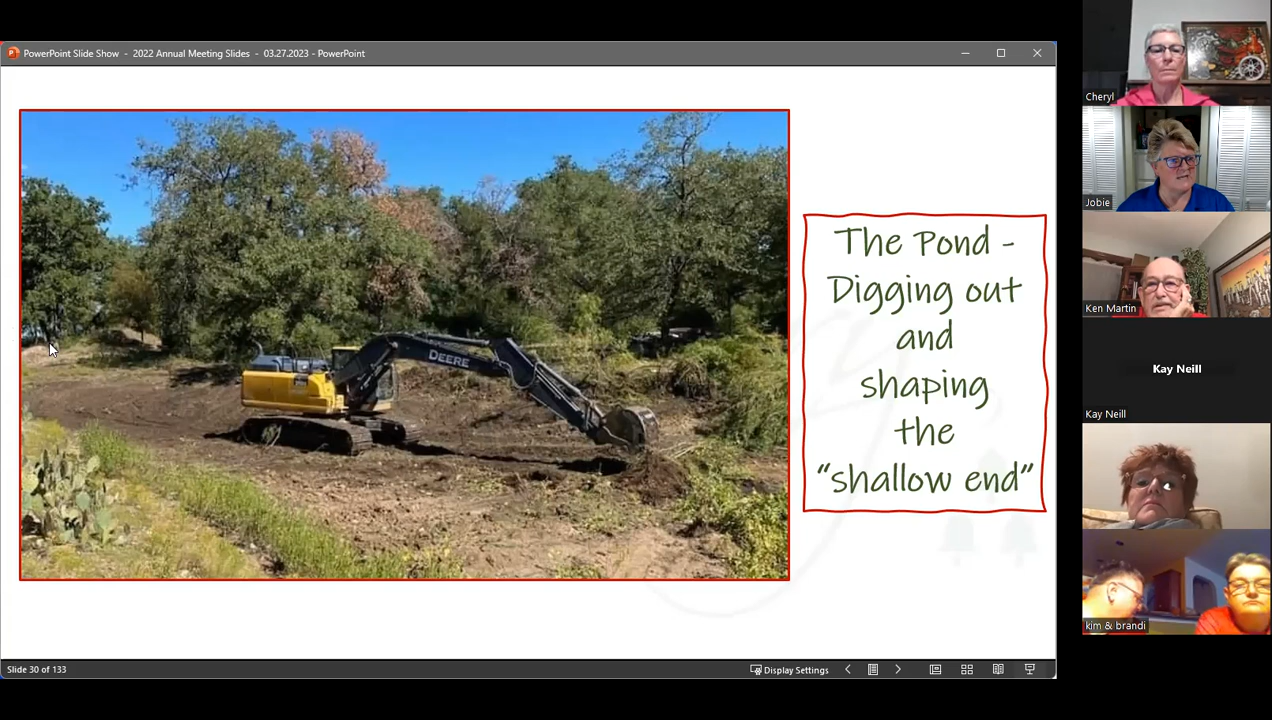 PowerPoint Slide Show - 2022 Annual Meeting Slides - 03.27.2023 - PowerPoint
DEERE
The Pond -
Digging out
and
shaping
the
“shallow end”
Slide 30 of 133
Display Settings
Cheryl
Jobie
Ken Martin
Kay Neill
Kay Neill
kim & brandi